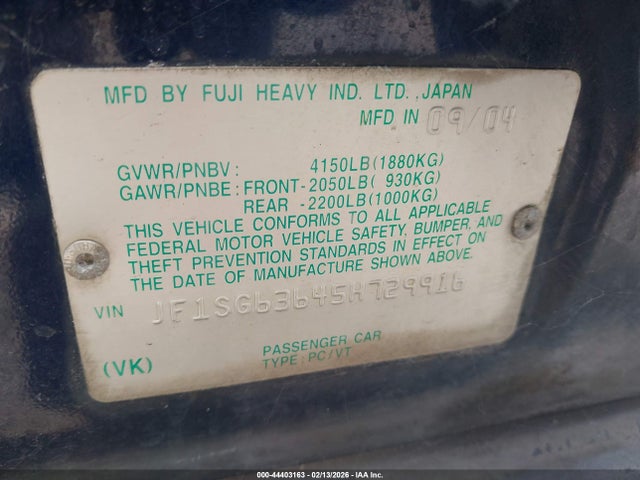 MFD BY FUJI HEAVY IND. LTD. ,JAPAN
MFD IN 09/04
GVWR/PNBV : 4150LB(1880KG)
GAWR/PNBE : FRONT-2050LB( 930KG)
REAR -2200LB(1000KG)
THIS VEHICLE CONFORMS TO ALL APPLICABLE
FEDERAL MOTOR VEHICLE SAFETY, BUMPER, AND
THEFT PREVENTION STANDARDS IN EFFECT ON
THE DATE OF MANUFACTURE SHOWN ABOVE.
VIN JF1SG63645H729916
PASSENGER CAR
(VK) TYPE: PC/VT
000-44403163 - 02/13/2026 - IAA Inc.